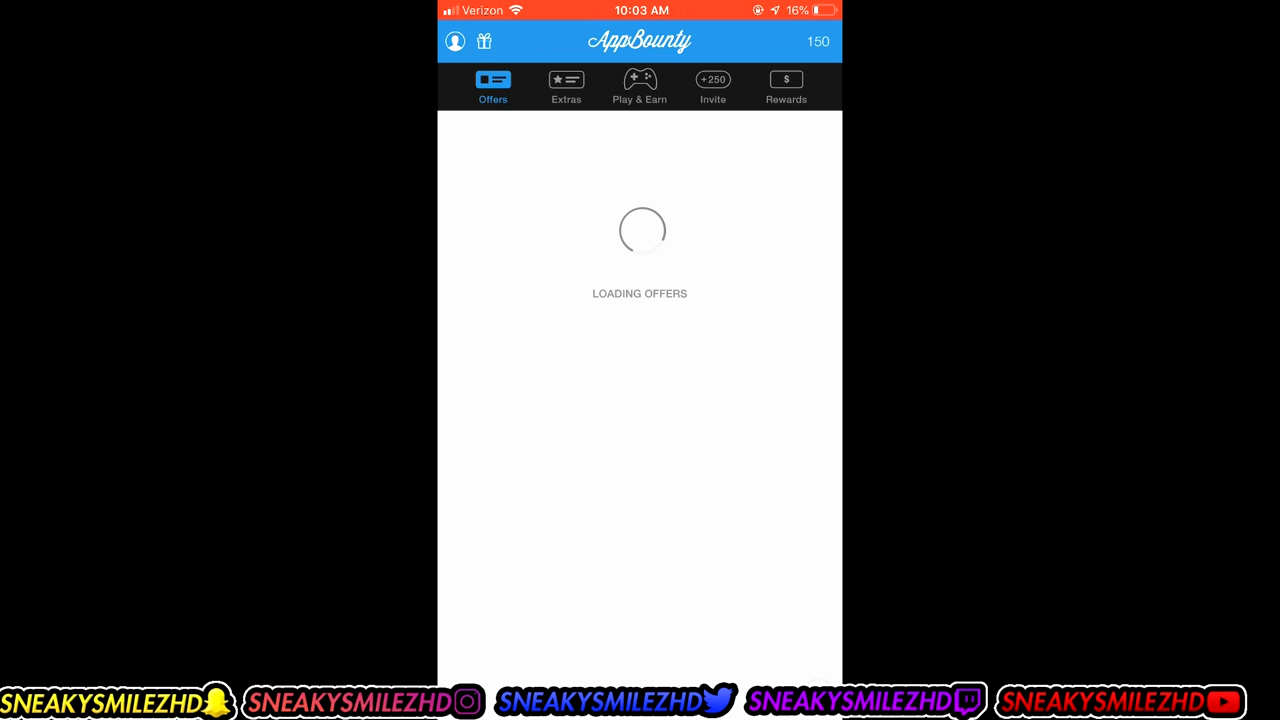 Verizon 10:03 AM 16%
AppBounty 150
+250 $
Offers Extras Play & Earn Invite Rewards
LOADING OFFERS
SNEAKYSMILEZHD SNEAKYSMILEZHD SNEAKYSMILEZHD SNEAKYSMILEZHD SNEAKYSMILEZHD